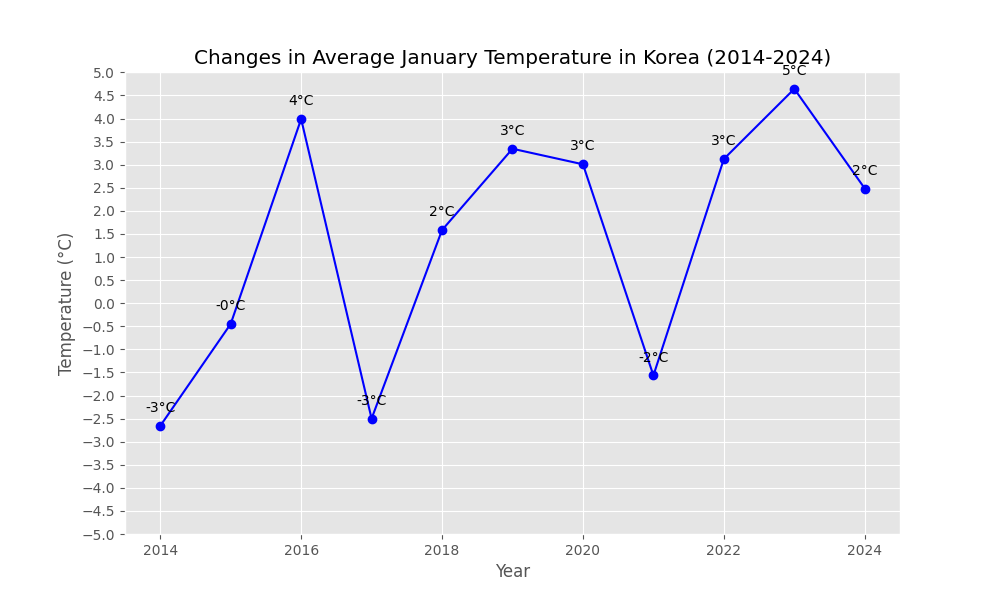 Changes in Average January Temperature in Korea (2014-2024)
5.0
4.5
4.0
3.5
3.0
2.5
2.0
1.5
1.0
0.5
0.0
−0.5
−1.0
−1.5
−2.0
−2.5
−3.0
−3.5
−4.0
−4.5
−5.0
Temperature (°C)
-3°C
-0°C
4°C
-3°C
2°C
3°C
3°C
-2°C
3°C
5°C
2°C
2014
2016
2018
2020
2022
2024
Year